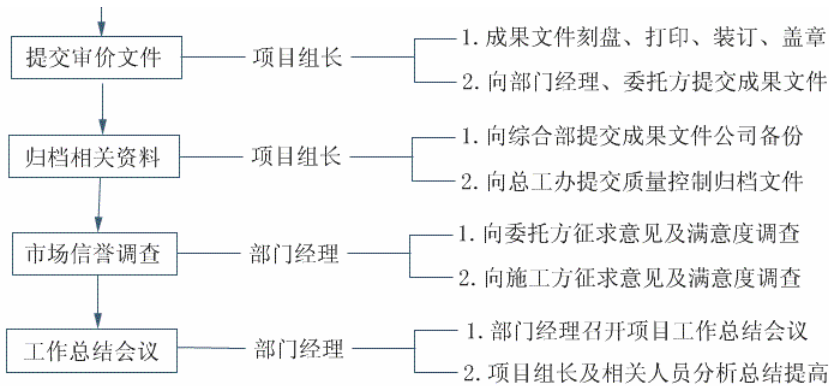 提交审价文件
项目组长
1.成果文件刻盘、打印、装订、盖章
2.向部门经理、委托方提交成果文件
归档相关资料
项目组长
1.向综合部提交成果文件公司备份
2.向总工办提交质量控制归档文件
市场信誉调查
部门经理
1.向委托方征求意见及满意度调查
2.向施工方征求意见及满意度调查
工作总结会议
部门经理
1.部门经理召开项目工作总结会议
2.项目组长及相关人员分析总结提高